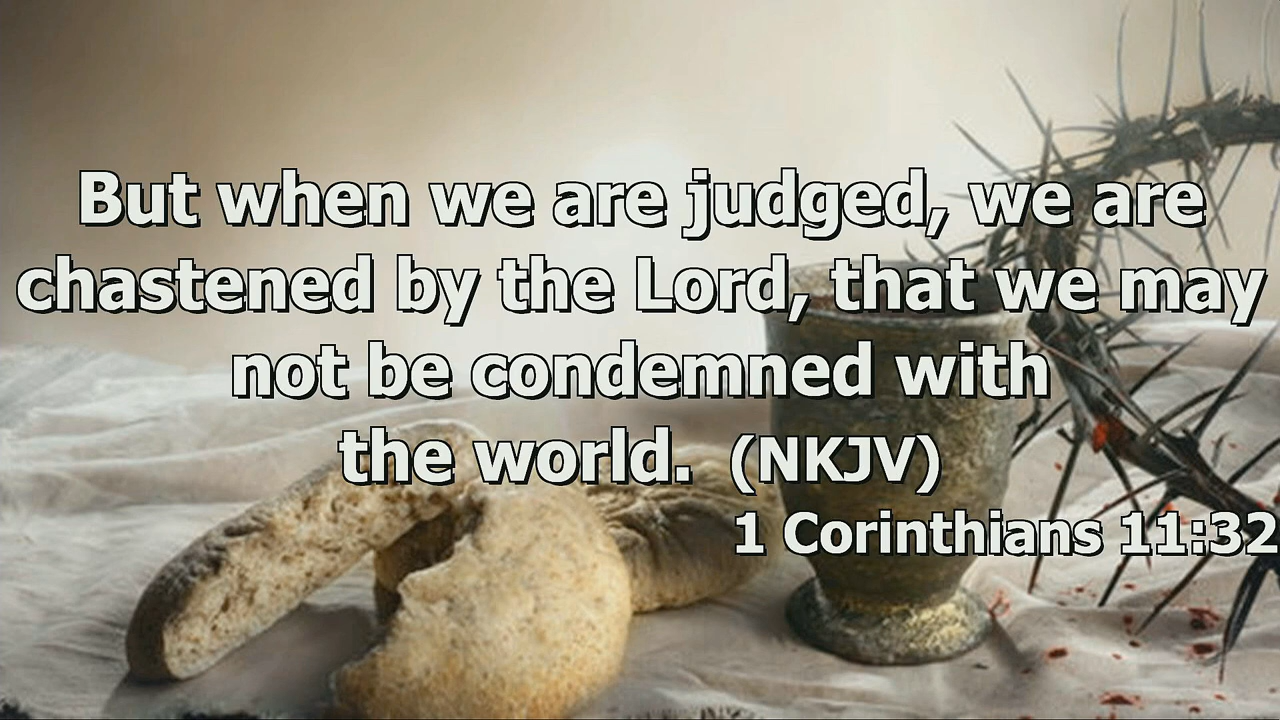 But when we are judged, we are
chastened by the Lord, that we may
not be condemned with
the world. (NKJV)
1 Corinthians 11:32